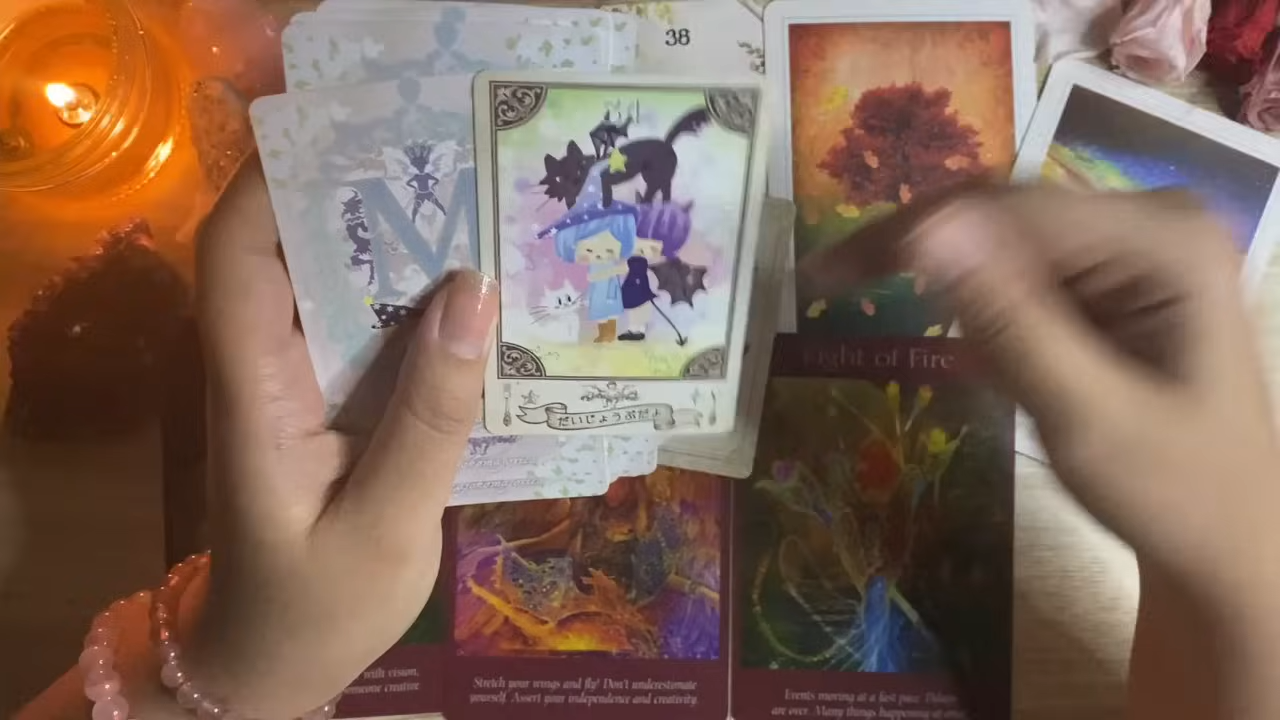 38
M
だいじょうぶだよ
Eight of Fire
with vision,
someone creative
Stretch your wings and fly! Don't underestimate
yourself. Assert your independence and creativity.
Events moving at a fast pace.
are over. Many things happening at